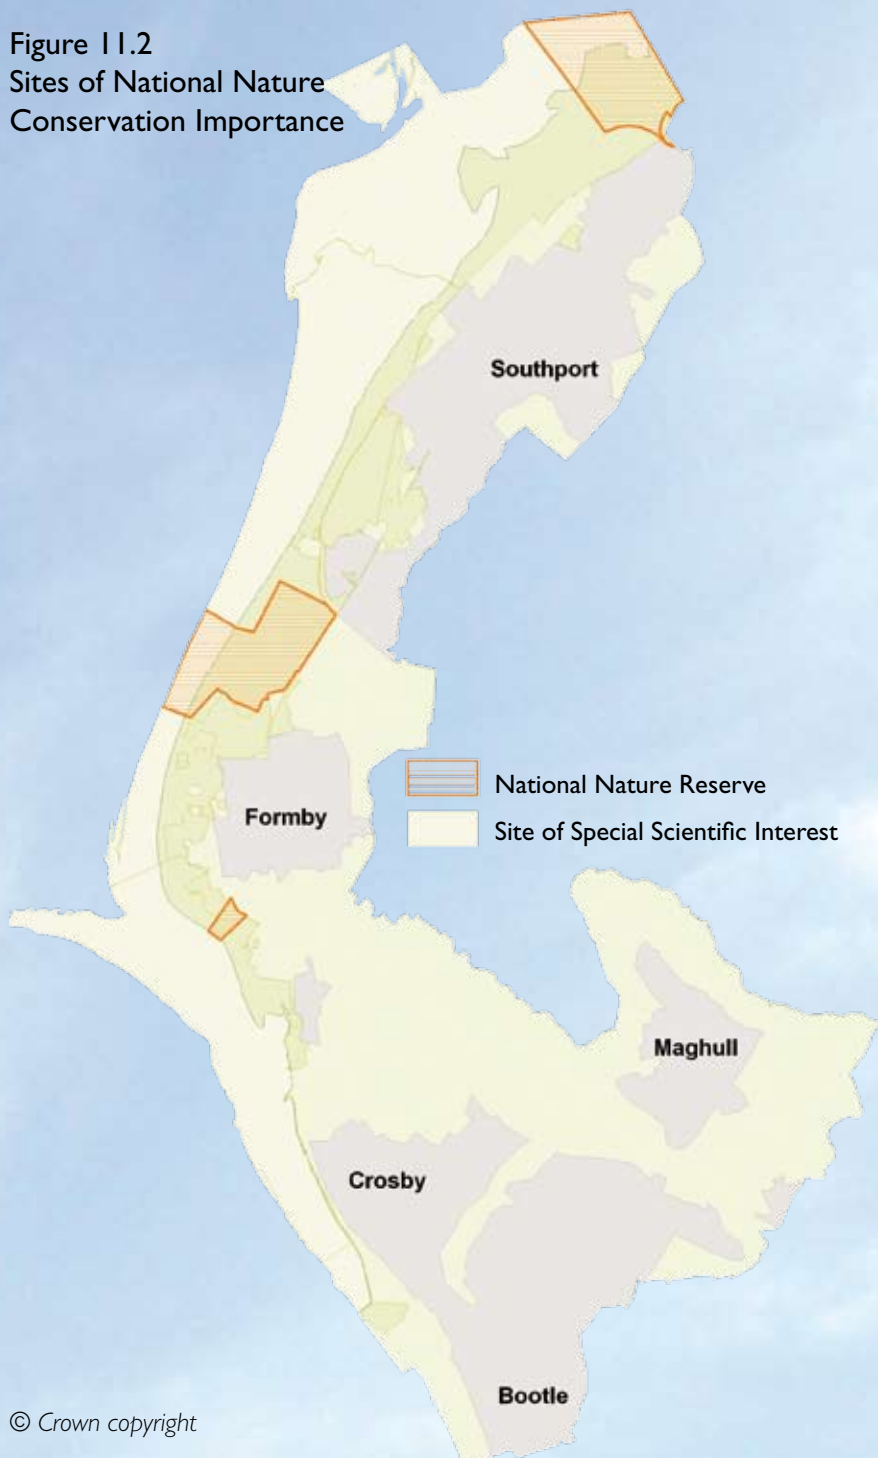 Figure 11.2
Sites of National Nature
Conservation Importance
Southport
National Nature Reserve
Formby
Site of Special Scientific Interest
Maghull
Crosby
Bootle
© Crown copyright